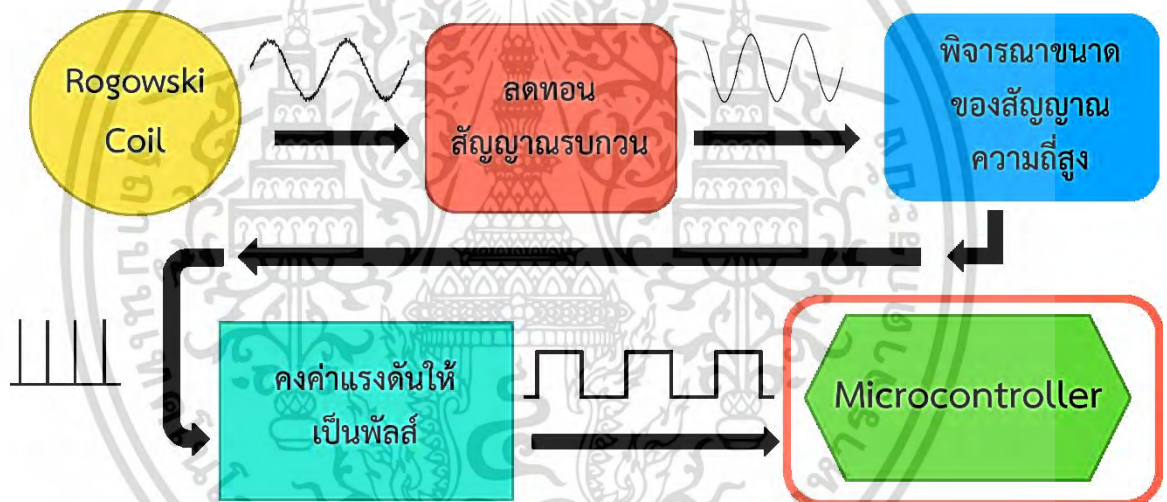 Rogowski
Coil
ลดทอน
สัญญาณรบกวน
พิจารณาขนาด
ของสัญญาณ
ความถี่สูง
คงค่าแรงดันให้
เป็นพัลส์
Microcontroller